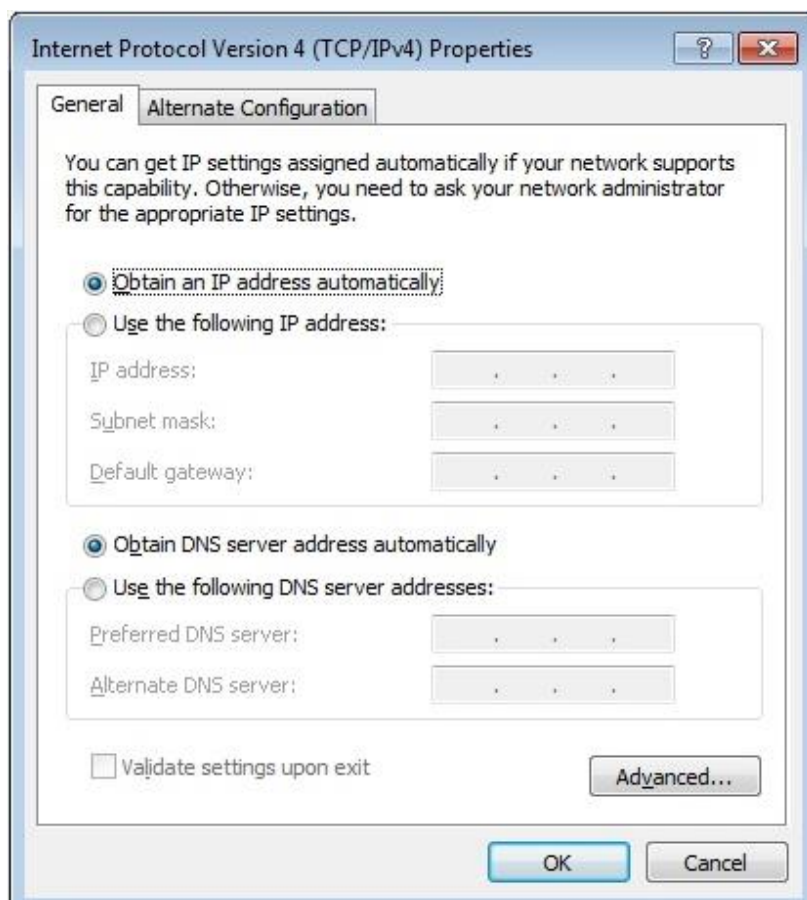 Internet Protocol Version 4 (TCP/IPv4) Properties
General
Alternate Configuration
You can get IP settings assigned automatically if your network supports
this capability. Otherwise, you need to ask your network administrator
for the appropriate IP settings.
Obtain an IP address automatically
Use the following IP address:
IP address:
Subnet mask:
Default gateway:
Obtain DNS server address automatically
Use the following DNS server addresses:
Preferred DNS server:
Alternate DNS server:
Validate settings upon exit
Advanced...
OK
Cancel